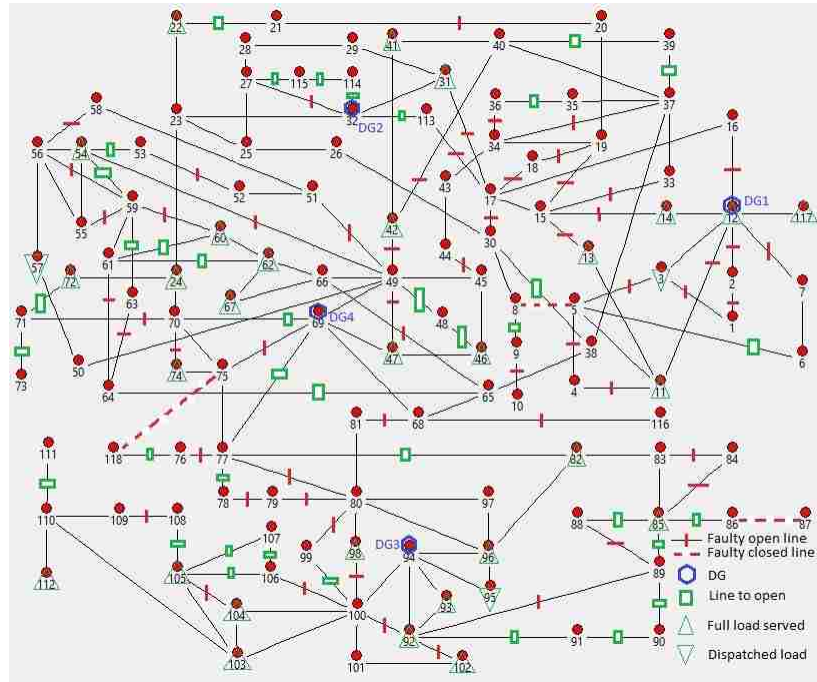 22 21 20
28 29 41 40 39
27 115 114 31
32 DG2 113 36 35 37
58 23 16
56 54 53 25 26 34 18 19
52 51 43 17 33
59 15 14 DG1 12 117
55 60 42 30 13
57 61 62 44
72 24 66 49 45 3 2 7
63 67 8 5
71 70 69 DG4 48 1
50 47 46 9 38 6
73 74 75
64 65 10 4 11
81 68 116
111 118 76 77 82 83 84
78 79 80 97
110 109 108 88 85 86 87
107 99 98 DG3 94 96 89
112 105 106 95
104 100 93
103 92 91 90
101 102
Faulty open line
Faulty closed line
DG
Line to open
Full load served
Dispatched load